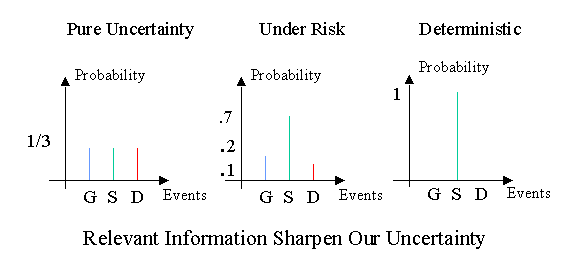 Pure Uncertainty
Under Risk
Deterministic
Probability
1/3
G S D Events
Probability
.7
.2
.1
G S D Events
Probability
1
G S D Events
Relevant Information Sharpen Our Uncertainty